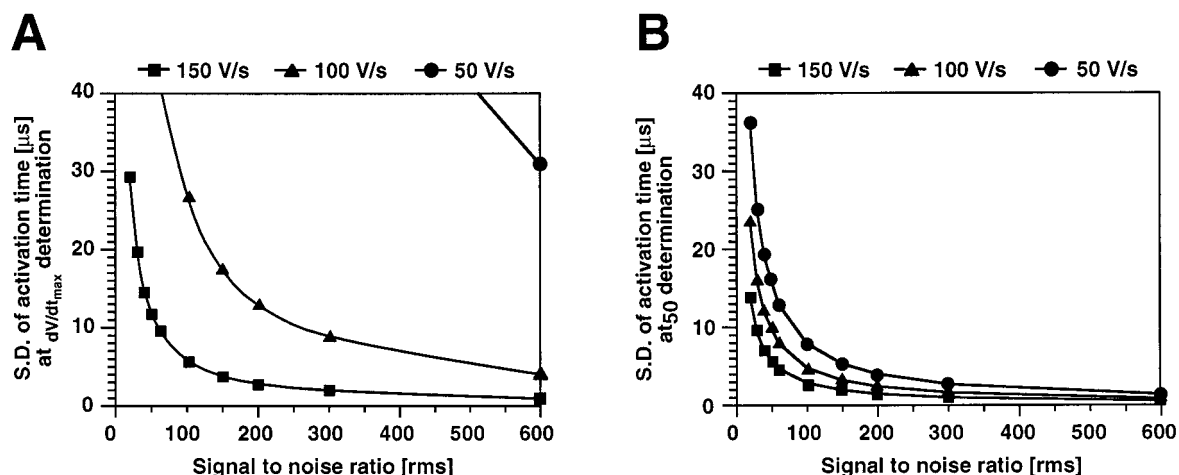 A
150 V/s 100 V/s 50 V/s
40
30
20
10
0
0 100 200 300 400 500 600
S.D. of activation time [µs]
at dV/dtmax determination
Signal to noise ratio [rms]
B
150 V/s 100 V/s 50 V/s
40
30
20
10
0
0 100 200 300 400 500 600
S.D. of activation time [µs]
at50 determination
Signal to noise ratio [rms]